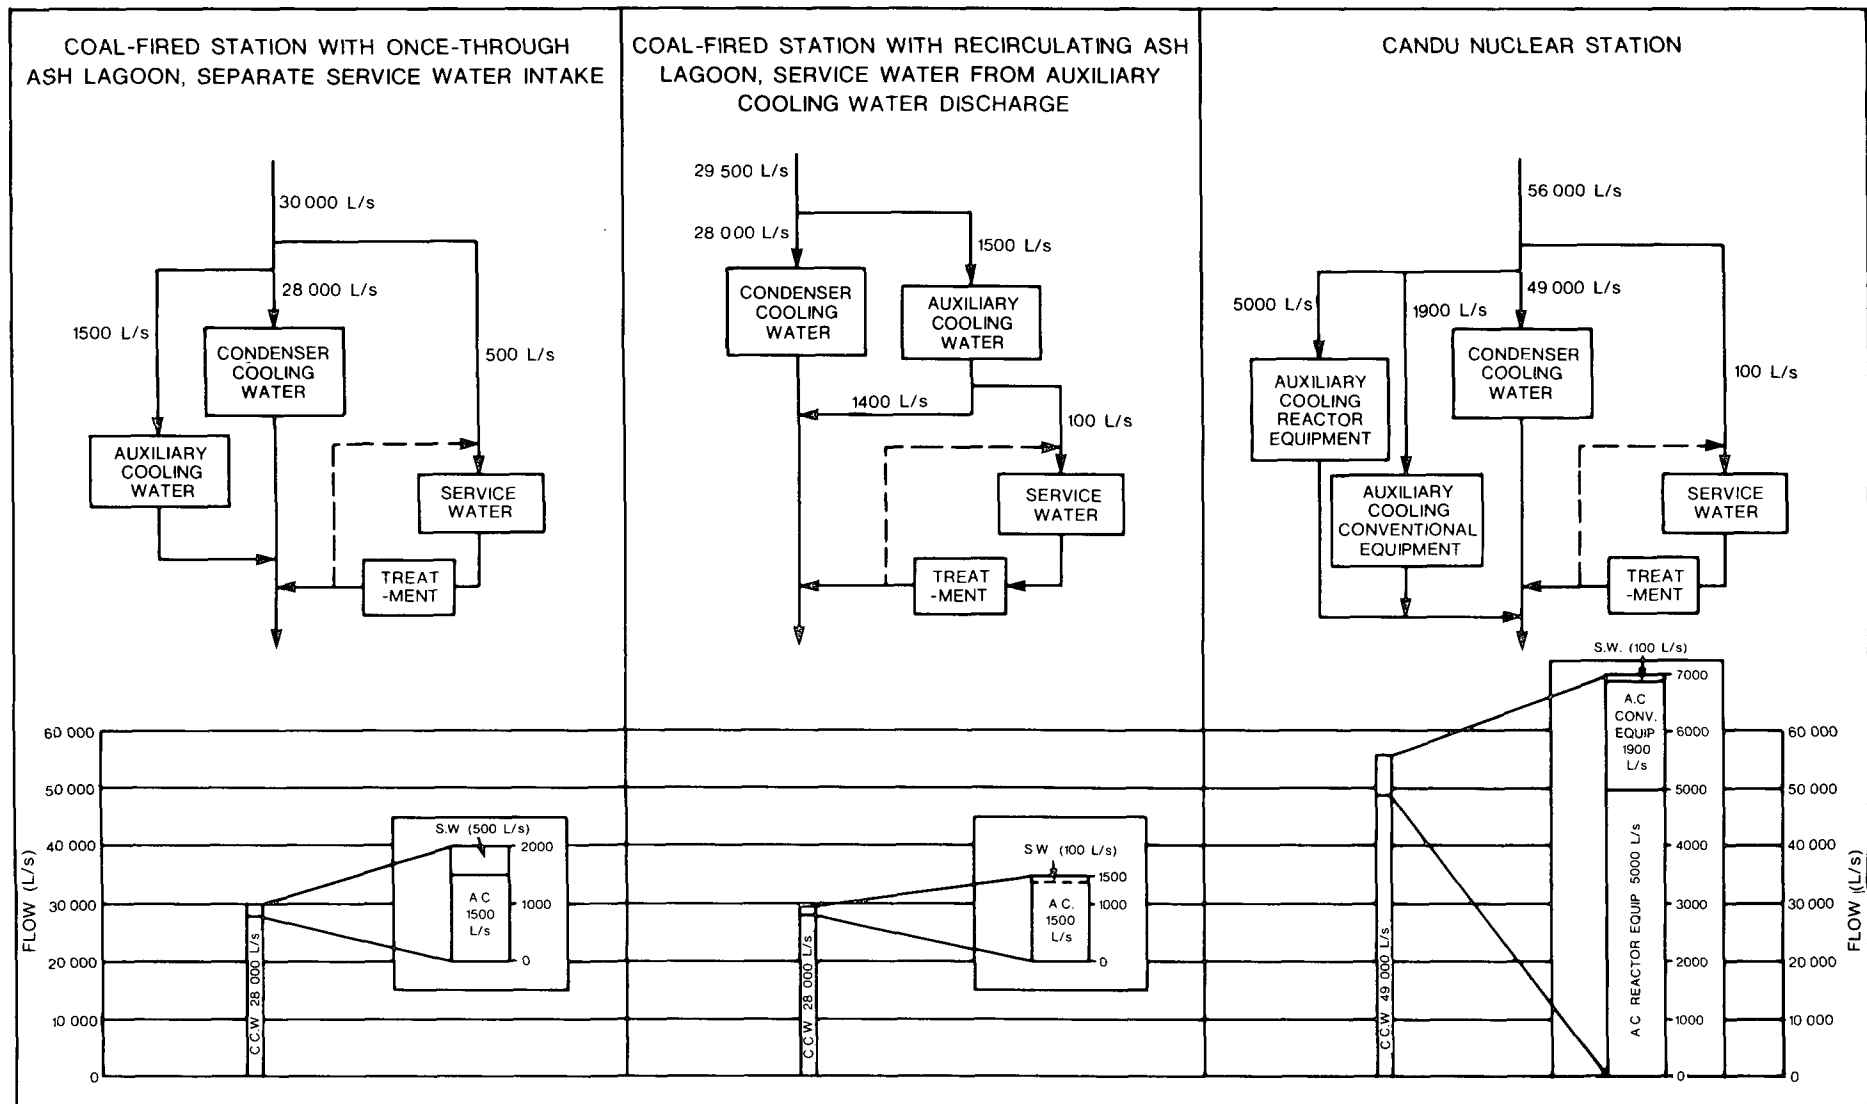 COAL-FIRED STATION WITH ONCE-THROUGH
ASH LAGOON, SEPARATE SERVICE WATER INTAKE
30 000 L/s
28 000 L/s
1500 L/s
500 L/s
CONDENSER
COOLING
WATER
AUXILIARY
COOLING
WATER
SERVICE
WATER
TREAT
-MENT
COAL-FIRED STATION WITH RECIRCULATING ASH
LAGOON, SERVICE WATER FROM AUXILIARY
COOLING WATER DISCHARGE
29 500 L/s
28 000 L/s
1500 L/s
CONDENSER
COOLING
WATER
AUXILIARY
COOLING
WATER
1400 L/s
100 L/s
SERVICE
WATER
TREAT
-MENT
CANDU NUCLEAR STATION
56 000 L/s
5000 L/s
1900 L/s
49 000 L/s
100 L/s
CONDENSER
COOLING
WATER
AUXILIARY
COOLING
REACTOR
EQUIPMENT
AUXILIARY
COOLING
CONVENTIONAL
EQUIPMENT
SERVICE
WATER
TREAT
-MENT
FLOW (L/s)
60 000
50 000
40 000
30 000
20 000
10 000
0
C.C.W 28 000 L/s
S.W (500 L/s)
A C
1500
L/s
2000
1000
0
C.C.W 28 000 L/s
S W (100 L/s)
A C.
1500
L/s
1500
1000
0
C C.W 49 000 L/s
S.W. (100 L/s)
A.C
CONV.
EQUIP
1900
L/s
A C REACTOR EQUIP 5000 L/s
7000
6000
5000
4000
3000
2000
1000
0
60 000
50 000
40 000
30 000
20 000
10 000
0
FLOW (L/s)